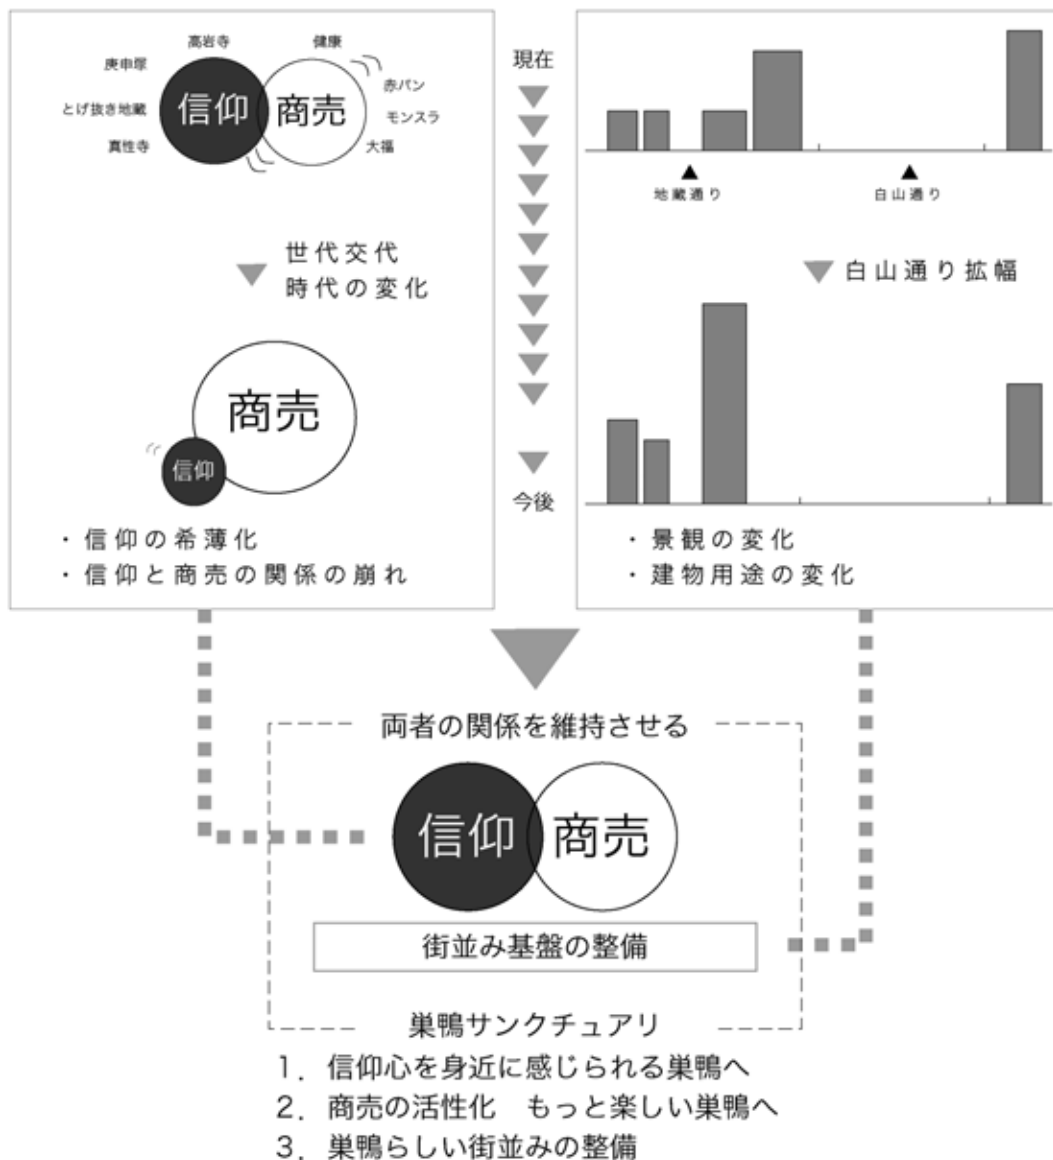 高岩寺
健康
庚申塚
赤パン
とげ抜き地蔵
信仰
商売
モンスラ
真性寺
大福
世代交代
時代の変化
商売
信仰
・信仰の希薄化
・信仰と商売の関係の崩れ
現在
今後
地蔵通り
白山通り
白山通り拡幅
・景観の変化
・建物用途の変化
両者の関係を維持させる
信仰
商売
街並み基盤の整備
巣鴨サンクチュアリ
1. 信仰心を身近に感じられる巣鴨へ
2. 商売の活性化　もっと楽しい巣鴨へ
3. 巣鴨らしい街並みの整備